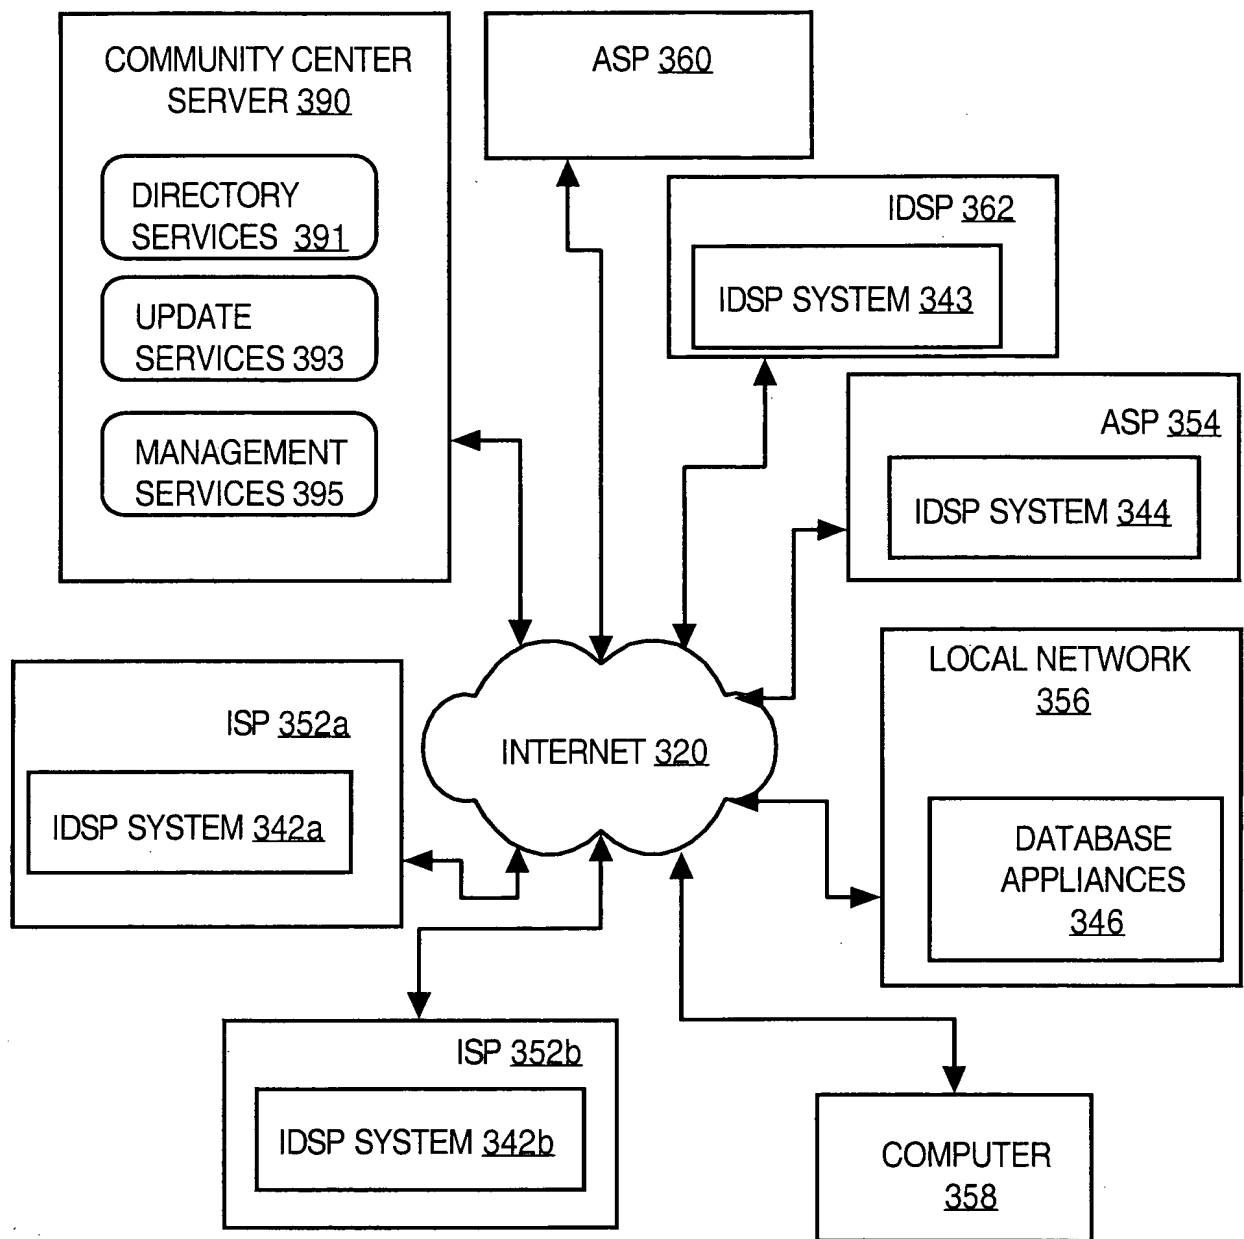 COMMUNITY CENTER
SERVER 390
DIRECTORY
SERVICES 391
UPDATE
SERVICES 393
MANAGEMENT
SERVICES 395
ASP 360
IDSP 362
IDSP SYSTEM 343
ASP 354
IDSP SYSTEM 344
LOCAL NETWORK
356
DATABASE
APPLIANCES
346
INTERNET 320
ISP 352a
IDSP SYSTEM 342a
ISP 352b
IDSP SYSTEM 342b
COMPUTER
358